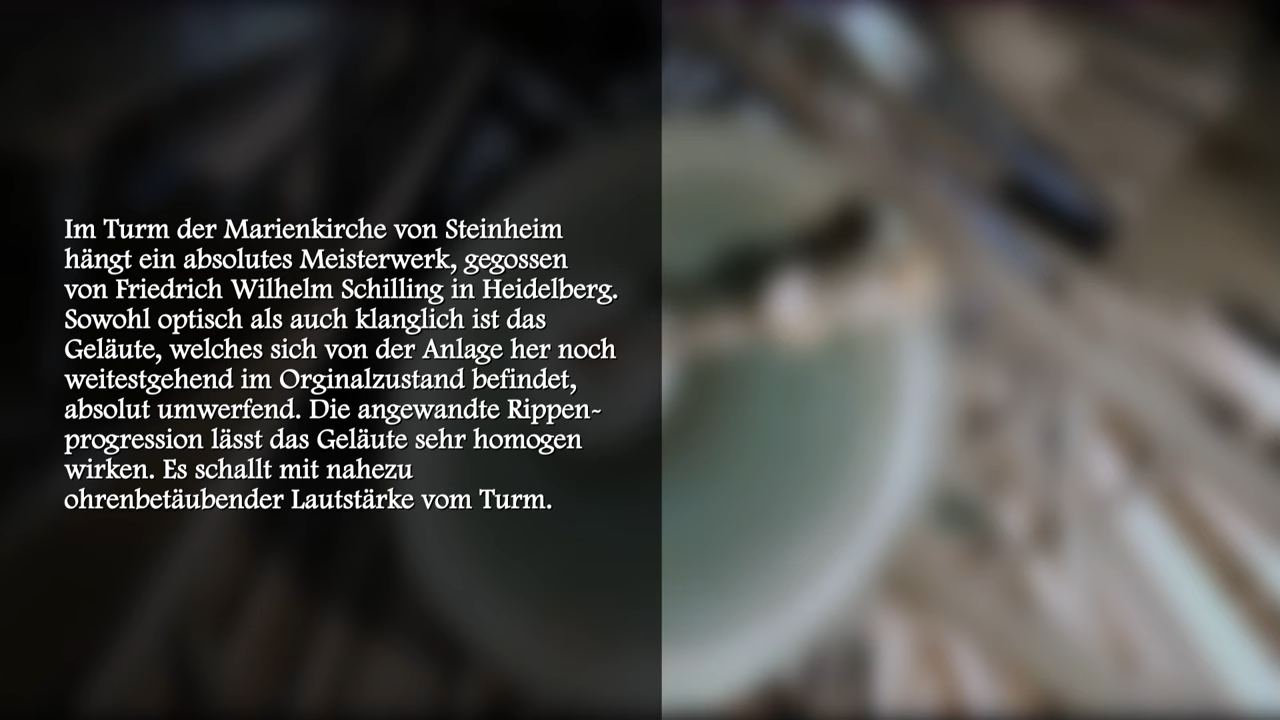 Im Turm der Marienkirche von Steinheim
hängt ein absolutes Meisterwerk, gegossen
von Friedrich Wilhelm Schilling in Heidelberg.
Sowohl optisch als auch klanglich ist das
Geläute, welches sich von der Anlage her noch
weitestgehend im Orginalzustand befindet,
absolut umwerfend. Die angewandte Rippen-
progression lässt das Geläute sehr homogen
wirken. Es schallt mit nahezu
ohrenbetäubender Lautstärke vom Turm.